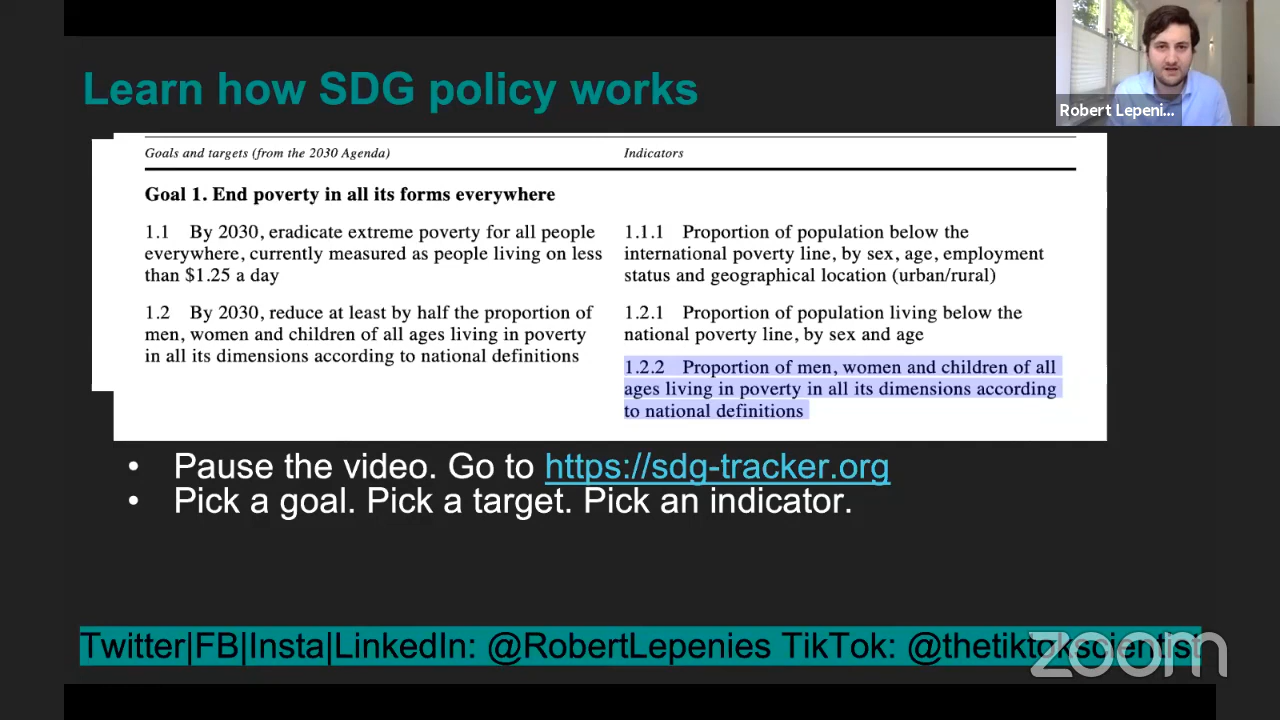 Learn how SDG policy works
Robert Lepeni...
Goals and targets (from the 2030 Agenda)
Indicators
Goal 1. End poverty in all its forms everywhere
1.1 By 2030, eradicate extreme poverty for all people
everywhere, currently measured as people living on less
than $1.25 a day
1.1.1 Proportion of population below the
international poverty line, by sex, age, employment
status and geographical location (urban/rural)
1.2 By 2030, reduce at least by half the proportion of
men, women and children of all ages living in poverty
in all its dimensions according to national definitions
1.2.1 Proportion of population living below the
national poverty line, by sex and age
1.2.2 Proportion of men, women and children of all
ages living in poverty in all its dimensions according
to national definitions
• Pause the video. Go to https://sdg-tracker.org
• Pick a goal. Pick a target. Pick an indicator.
Twitter|FB|Insta|LinkedIn: @RobertLepenies TikTok: @thetiktokscientist
zoom